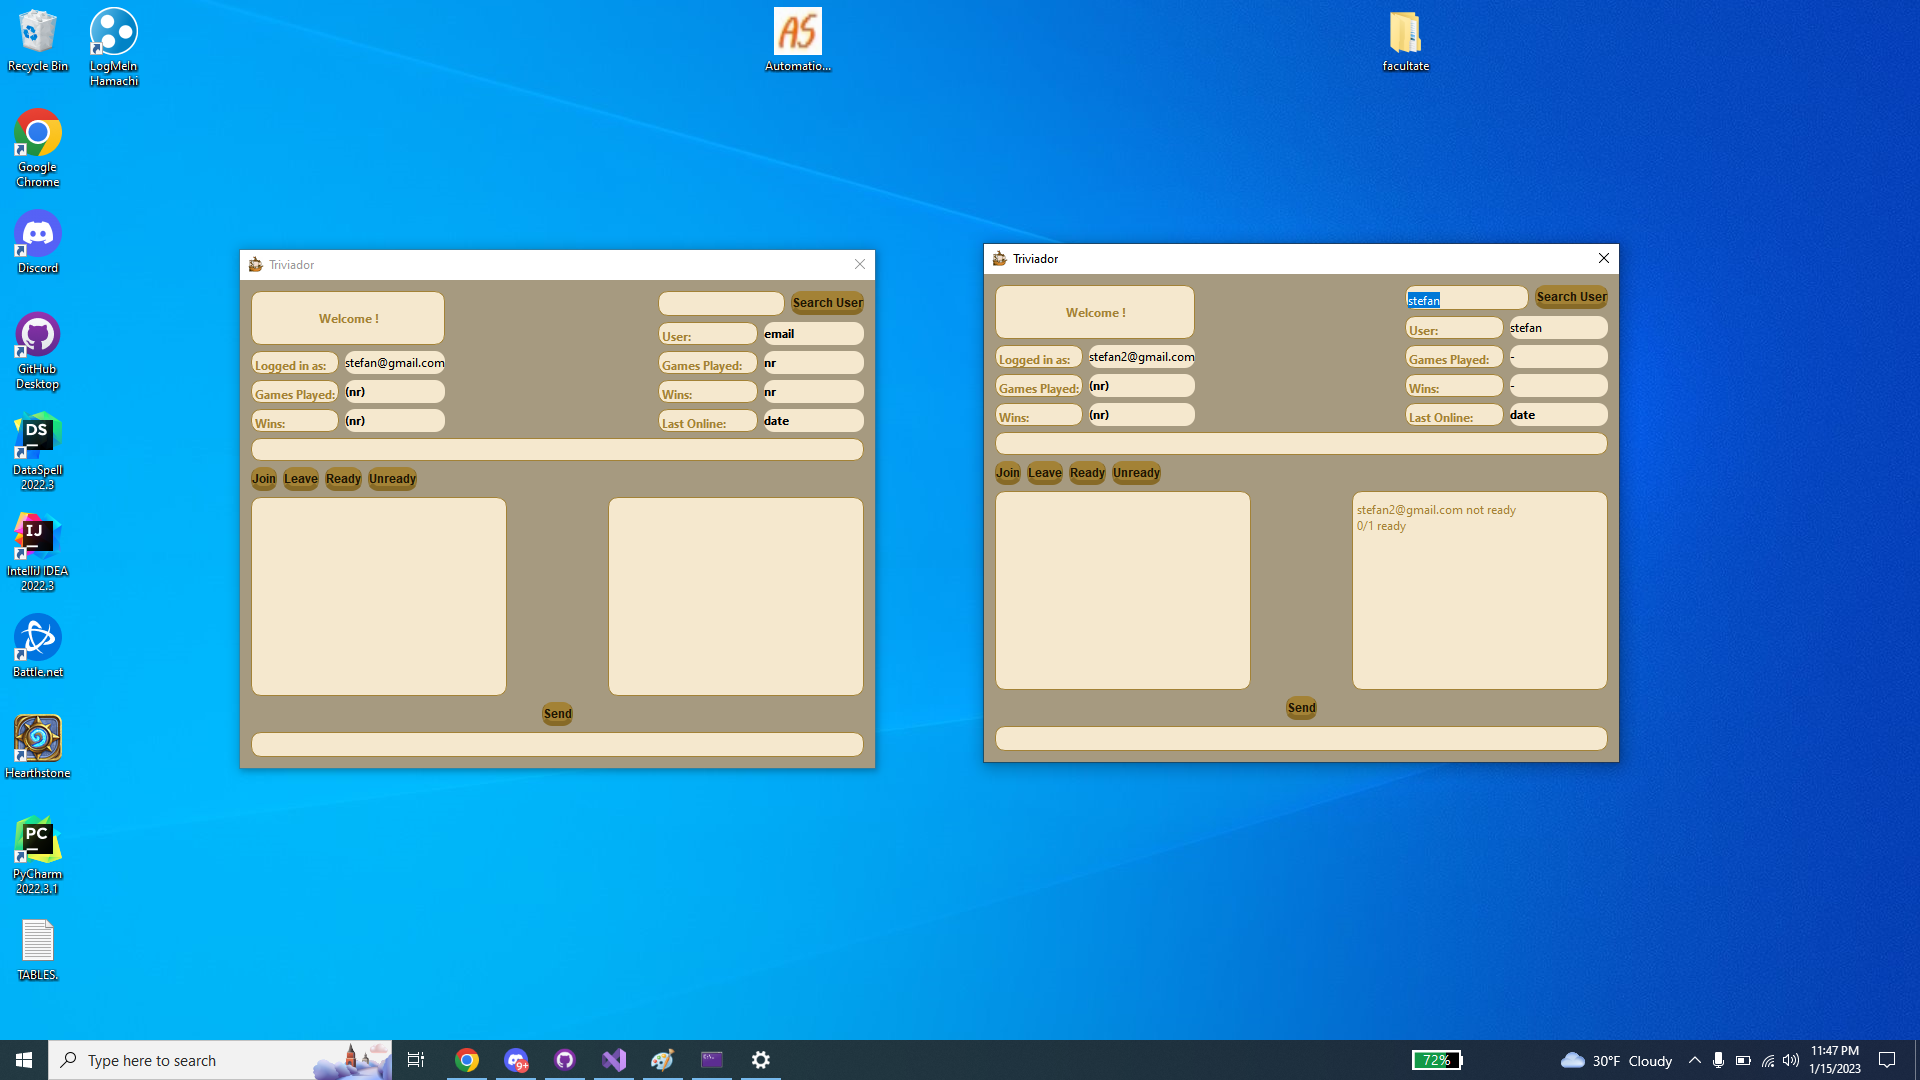 Recycle Bin
LogMeIn
Hamachi
Automatio...
facultate
Google
Chrome
Discord
GitHub
Desktop
DS
DataSpell
2022.3
IJ
IntelliJ IDEA
2022.3
Battle.net
Hearthstone
PC
PyCharm
2022.3.1
TABLES.
AS
Triviador
Welcome !
Search User
Logged in as: stefan@gmail.com
Games Played: (nr)
Wins: (nr)
User: email
Games Played: nr
Wins: nr
Last Online: date
Join Leave Ready Unready
Send
Triviador
Welcome !
stefan Search User
Logged in as: stefan2@gmail.com
Games Played: (nr)
Wins: (nr)
User: stefan
Games Played: -
Wins: -
Last Online: date
Join Leave Ready Unready
stefan2@gmail.com not ready
0/1 ready
Send
Type here to search
9+
72%
30°F Cloudy
11:47 PM
1/15/2023